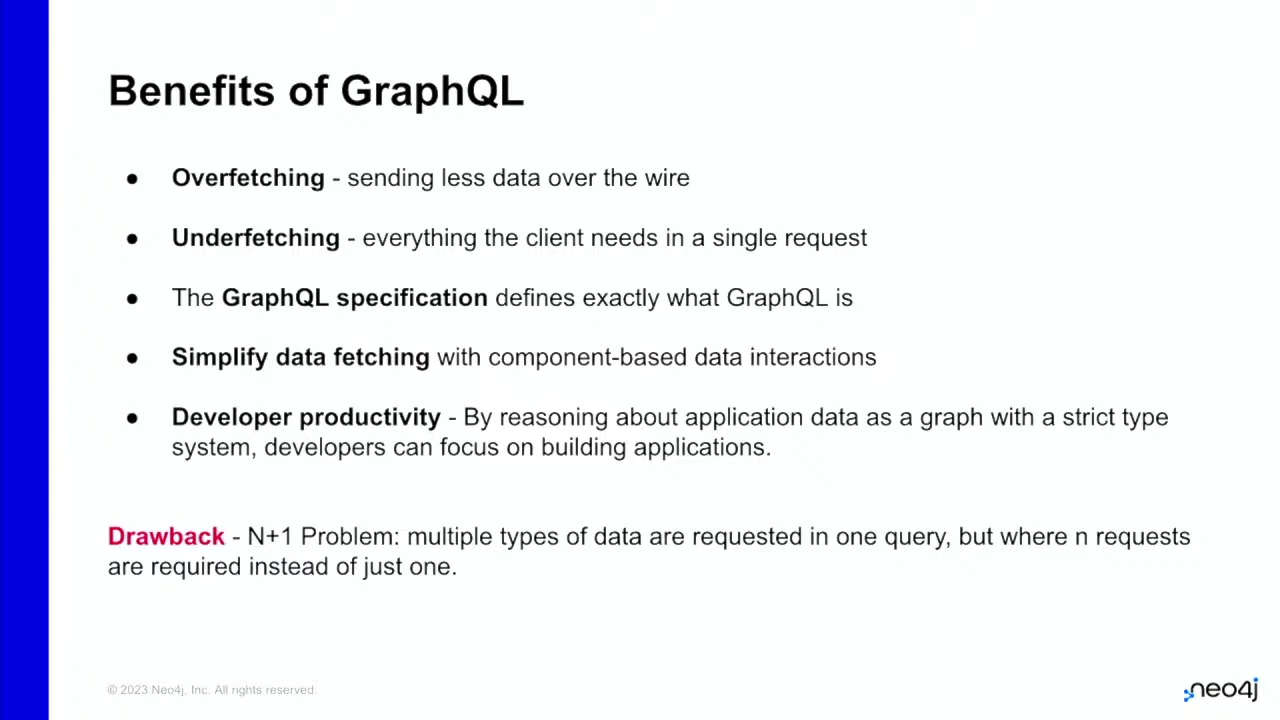 Benefits of GraphQL
● Overfetching - sending less data over the wire
● Underfetching - everything the client needs in a single request
● The GraphQL specification defines exactly what GraphQL is
● Simplify data fetching with component-based data interactions
● Developer productivity - By reasoning about application data as a graph with a strict type
system, developers can focus on building applications.
Drawback - N+1 Problem: multiple types of data are requested in one query, but where n requests
are required instead of just one.
© 2023 Neo4j, Inc. All rights reserved.
neo4j